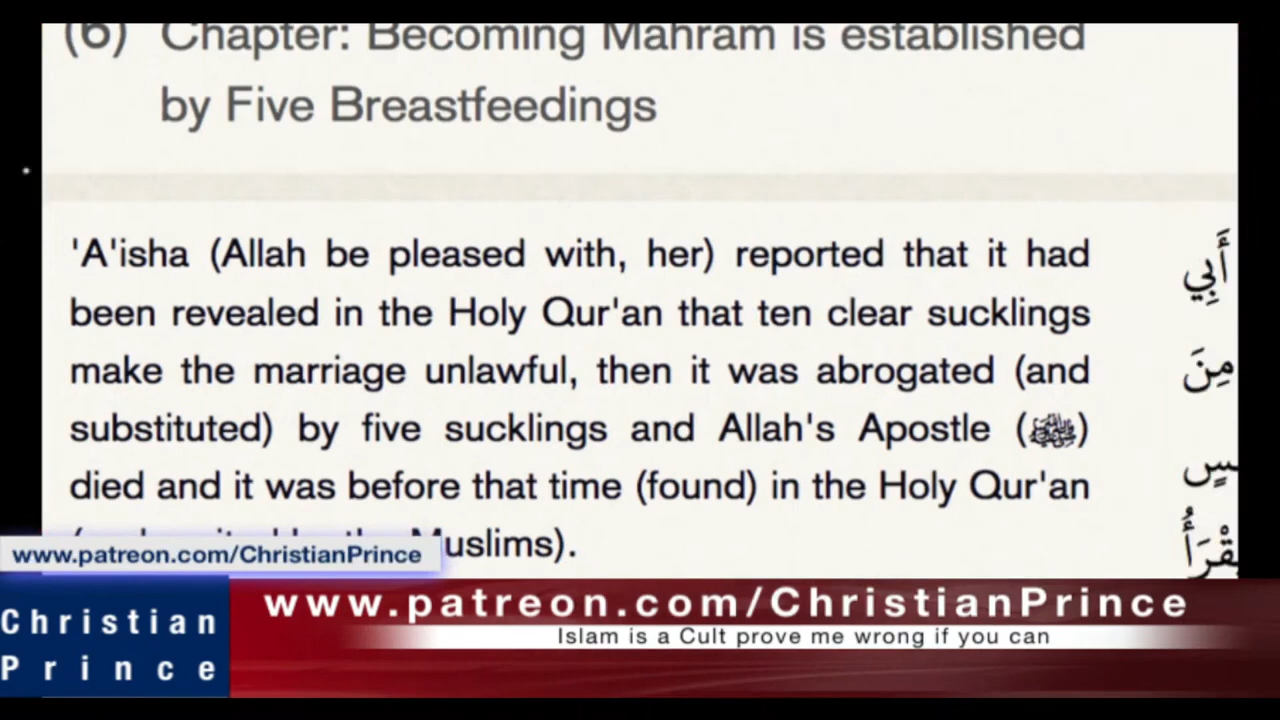 (6) Chapter: Becoming Mahram is established
by Five Breastfeedings
'A'isha (Allah be pleased with, her) reported that it had
been revealed in the Holy Qur'an that ten clear sucklings
make the marriage unlawful, then it was abrogated (and
substituted) by five sucklings and Allah's Apostle (ﷺ)
died and it was before that time (found) in the Holy Qur'an
Muslims).
أَبِي
مِنَ
www.patreon.com/ChristianPrince
www.patreon.com/ChristianPrince
Islam is a Cult prove me wrong if you can
Christian
Prince